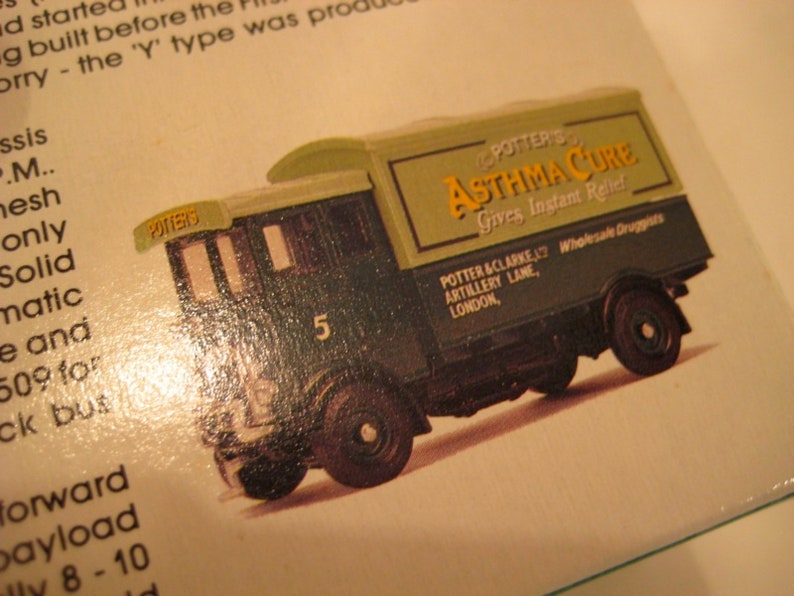 d started
g built before the First
orry - the 'Y' type was produc
ssis
P.M..
nesh
only
Solid
matic
e and
509 for
ck bus
forward
payload
lly 8 - 10
POTTER'S
POTTER'S
ASTHMA CURE
Gives Instant Relief
POTTER & CLARKE, LTD Wholesale Druggists
ARTILLERY LANE,
LONDON,
5